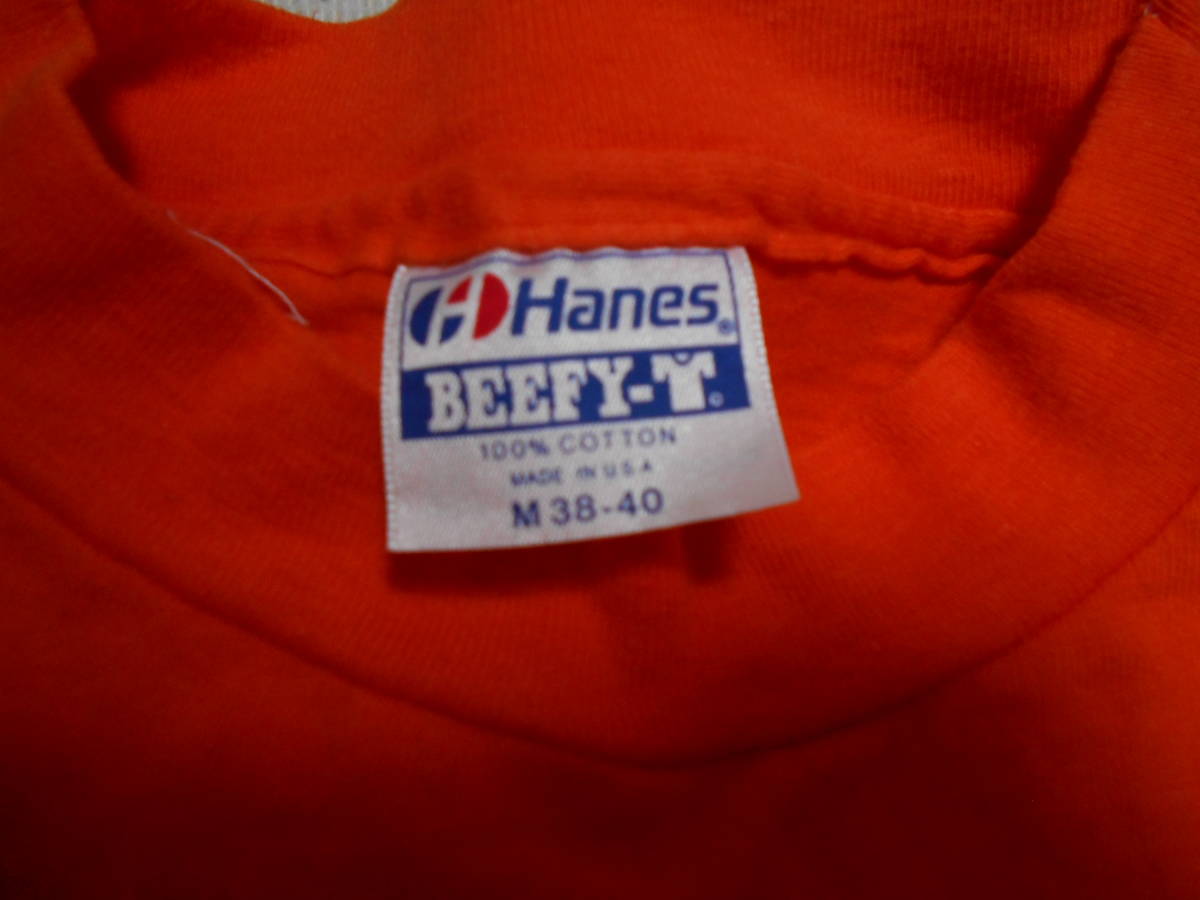 Hanes®
BEEFY-T®
100% COTTON
MADE IN U.S.A
M 38-40